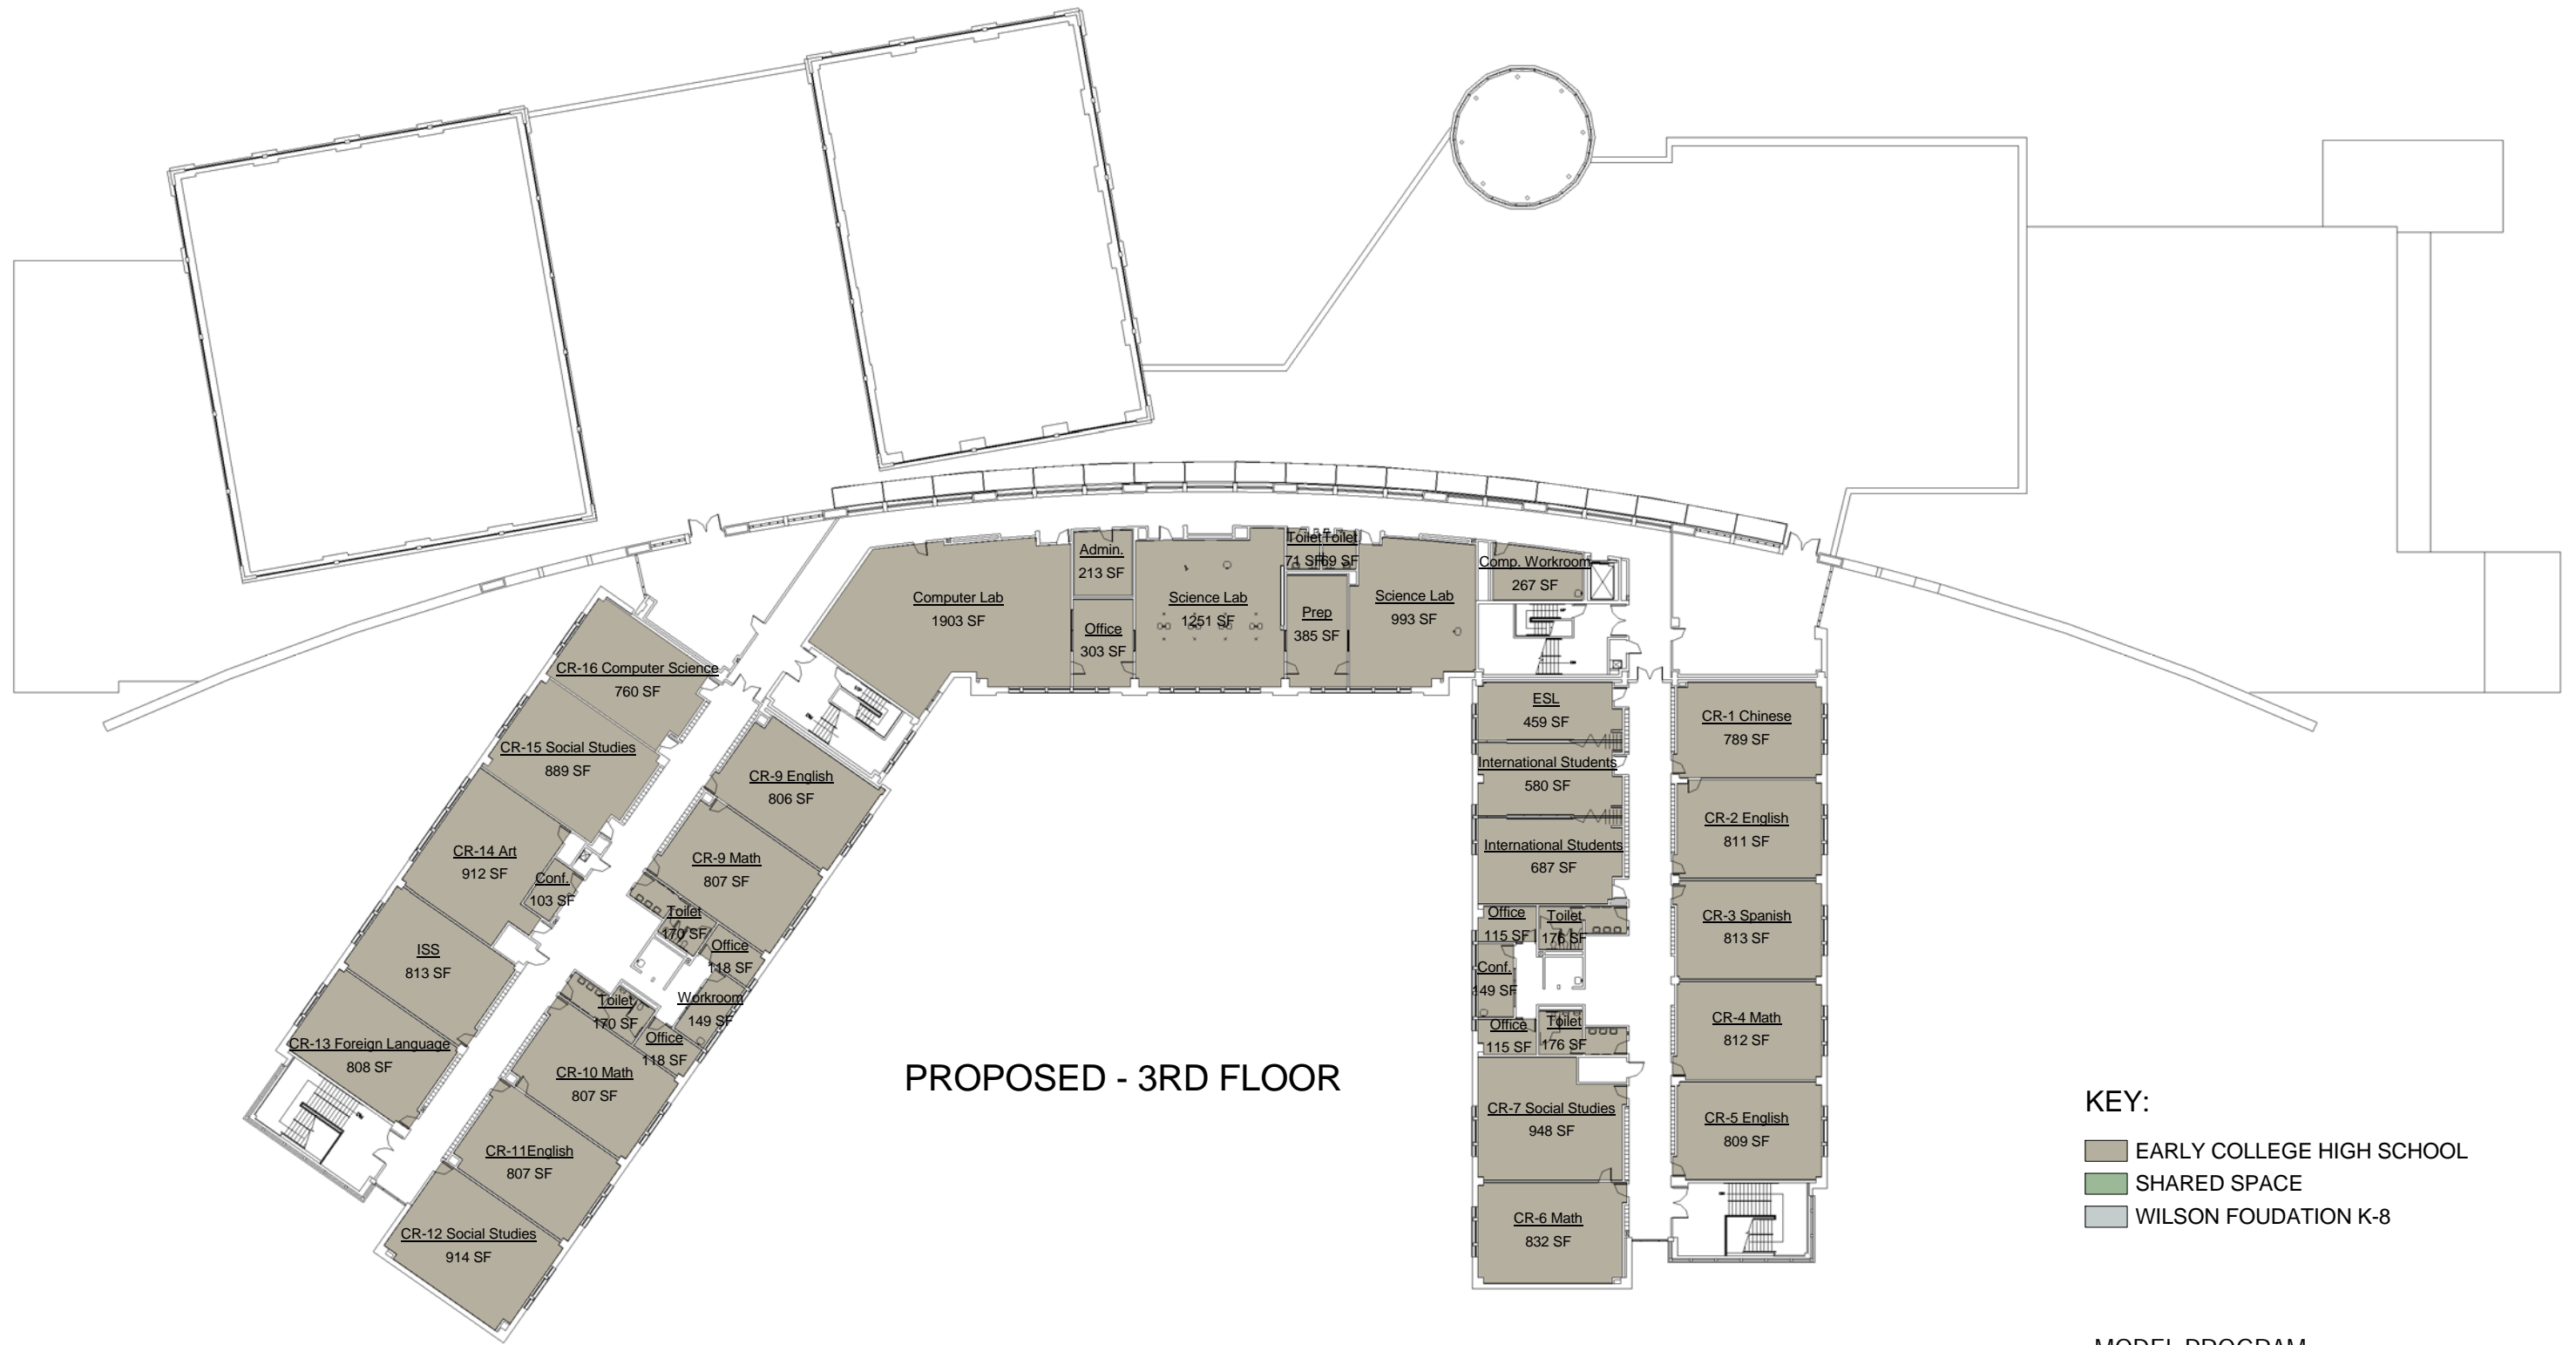 Admin.
213 SF
Computer Lab
1903 SF
Office
303 SF
Science Lab
1251 SF
Toilet
71 SF
Toilet
69 SF
Prep
385 SF
Science Lab
993 SF
Comp. Workroom
267 SF
CR-16 Computer Science
760 SF
CR-15 Social Studies
889 SF
CR-14 Art
912 SF
Conf.
103 SF
ISS
813 SF
CR-13 Foreign Language
808 SF
CR-9 English
806 SF
CR-9 Math
807 SF
Toilet
170 SF
Office
118 SF
Workroom
149 SF
Toilet
170 SF
Office
118 SF
CR-10 Math
807 SF
CR-11English
807 SF
CR-12 Social Studies
914 SF
ESL
459 SF
International Students
580 SF
International Students
687 SF
Office
115 SF
Toilet
176 SF
Conf.
149 SF
Office
115 SF
Toilet
176 SF
CR-7 Social Studies
948 SF
CR-6 Math
832 SF
CR-1 Chinese
789 SF
CR-2 English
811 SF
CR-3 Spanish
813 SF
CR-4 Math
812 SF
CR-5 English
809 SF
PROPOSED - 3RD FLOOR
KEY:
EARLY COLLEGE HIGH SCHOOL
SHARED SPACE
WILSON FOUDATION K-8
MODEL PROGRAM